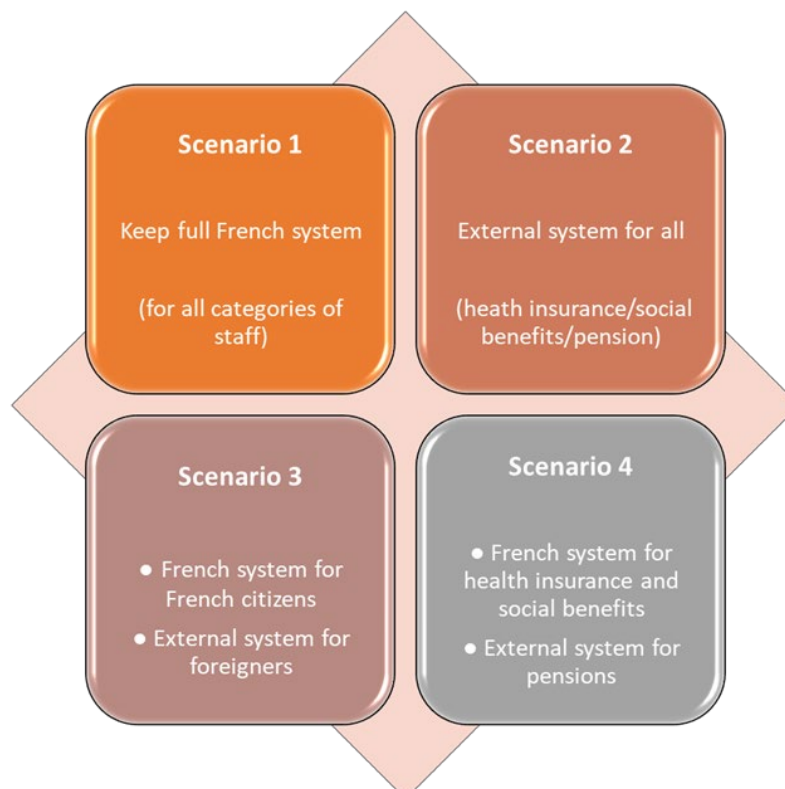 Scenario 1
Keep full French system
(for all categories of
staff)
Scenario 2
External system for all
(heath insurance/social
benefits/pension)
Scenario 3
● French system for
French citizens
● External system for
foreigners
Scenario 4
● French system for
health insurance and
social benefits
● External system for
pensions